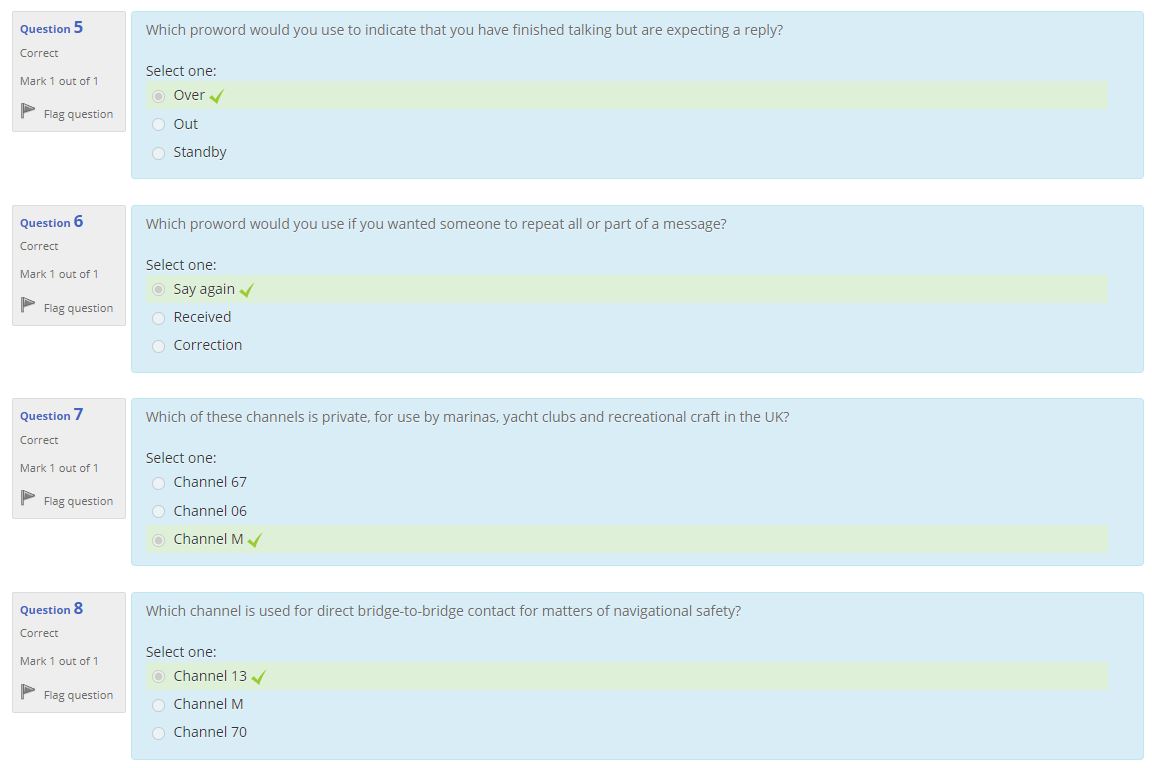 Question 5
Correct
Mark 1 out of 1
Flag question
Which proword would you use to indicate that you have finished talking but are expecting a reply?
Select one:
Over
Out
Standby
Question 6
Correct
Mark 1 out of 1
Flag question
Which proword would you use if you wanted someone to repeat all or part of a message?
Select one:
Say again
Received
Correction
Question 7
Correct
Mark 1 out of 1
Flag question
Which of these channels is private, for use by marinas, yacht clubs and recreational craft in the UK?
Select one:
Channel 67
Channel 06
Channel M
Question 8
Correct
Mark 1 out of 1
Flag question
Which channel is used for direct bridge-to-bridge contact for matters of navigational safety?
Select one:
Channel 13
Channel M
Channel 70